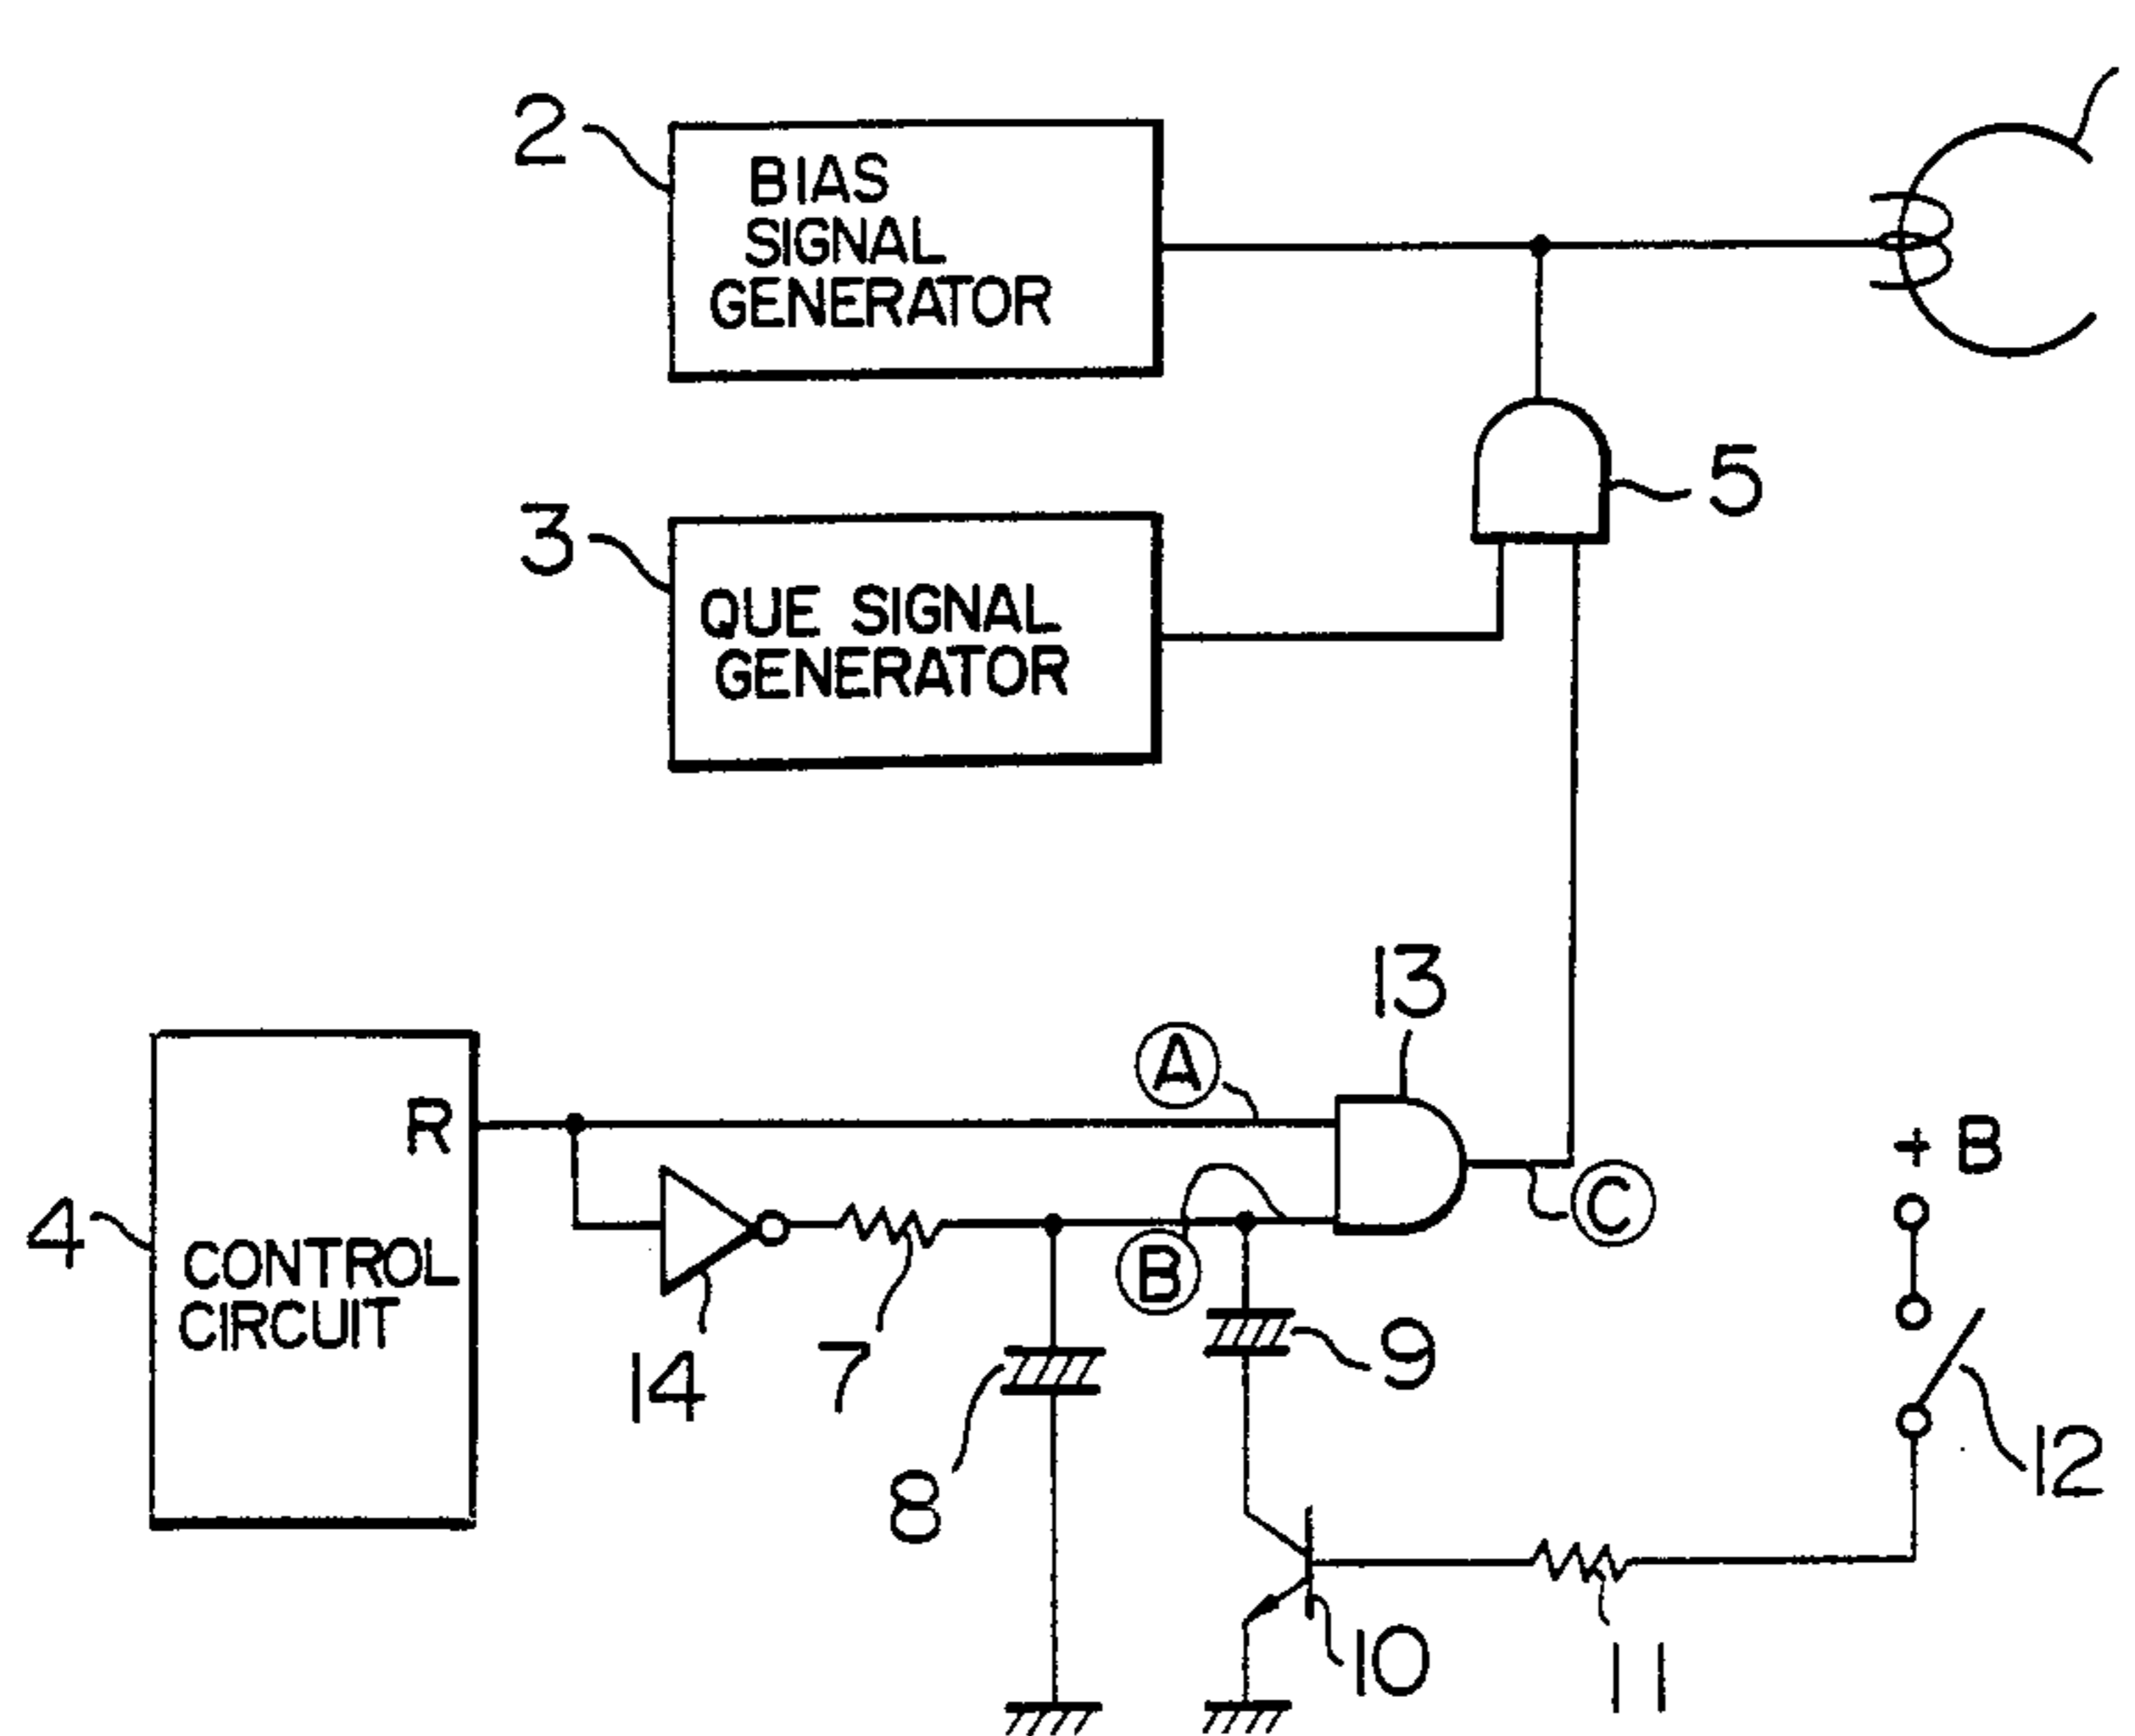 2
BIAS
SIGNAL
GENERATOR
5
3
QUE SIGNAL
GENERATOR
13
A
R
+B
4
C
CONTROL
CIRCUIT
B
14
7
9
8
12
10
11